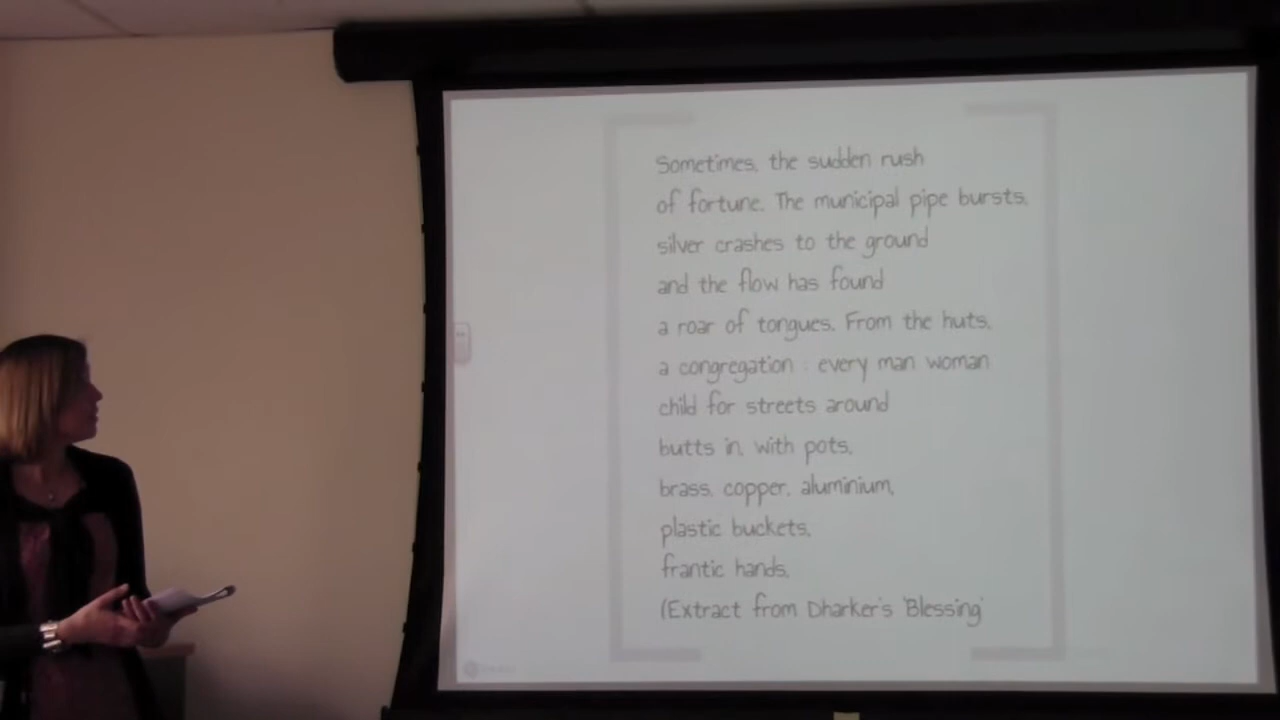 Sometimes, the sudden rush
of fortune. The municipal pipe bursts,
silver crashes to the ground
and the flow has found
a roar of tongues. From the huts,
a congregation : every man woman
child for streets around
butts in, with pots,
brass, copper, aluminium,
plastic buckets,
frantic hands,
(Extract from Dharker's 'Blessing'